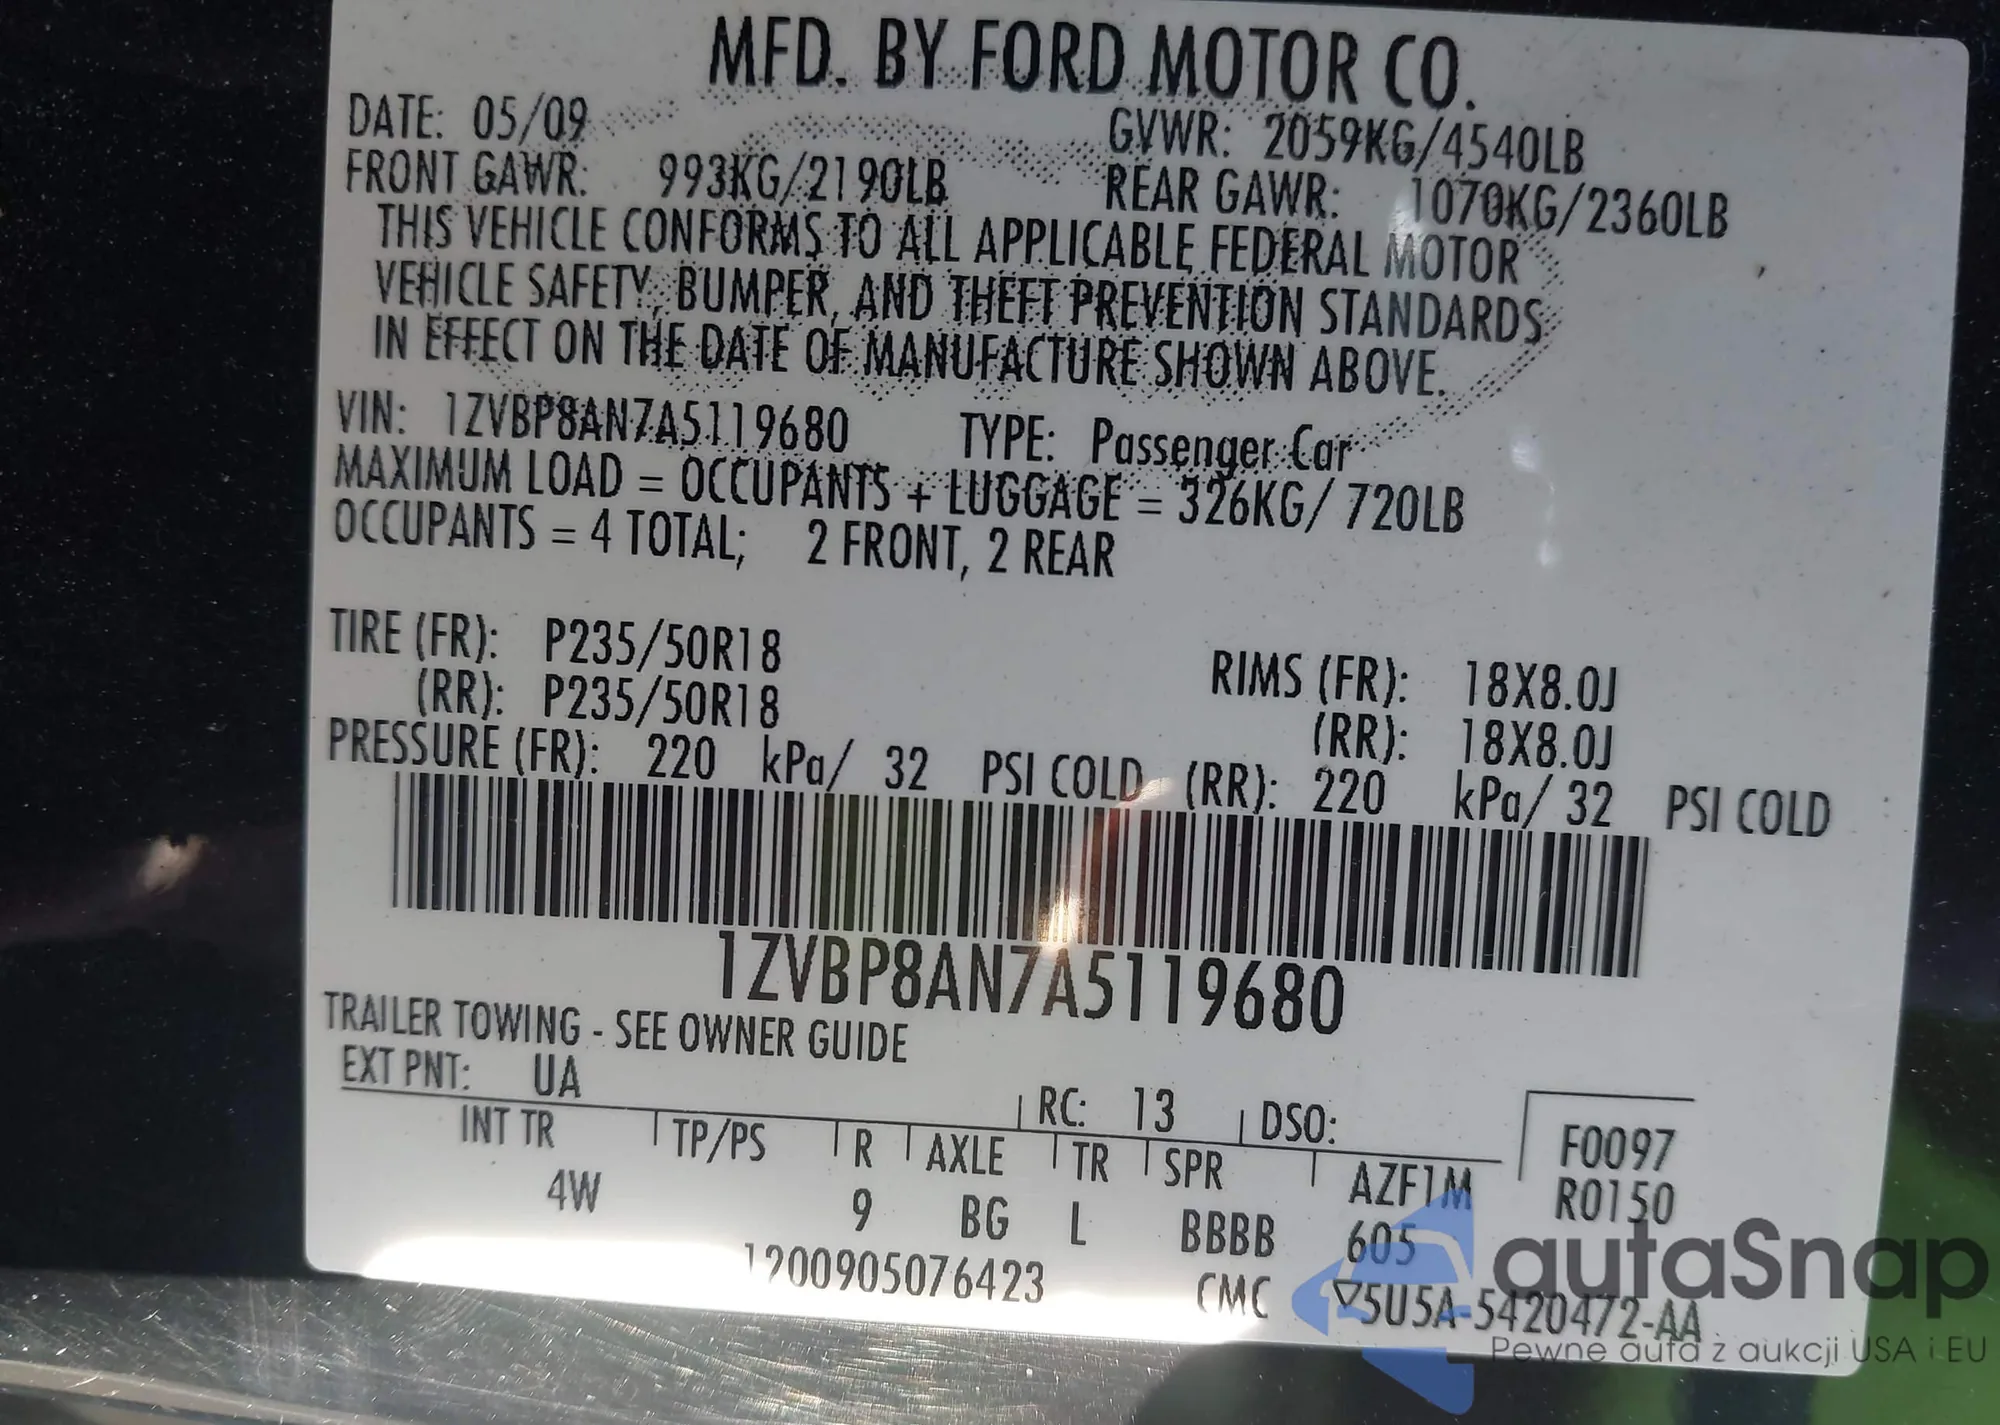 MFD. BY FORD MOTOR CO.
DATE: 05/09 GVWR: 2059KG/4540LB
FRONT GAWR: 993KG/2190LB REAR GAWR: 1070KG/2360LB
THIS VEHICLE CONFORMS TO ALL APPLICABLE FEDERAL MOTOR
VEHICLE SAFETY, BUMPER, AND THEFT PREVENTION STANDARDS
IN EFFECT ON THE DATE OF MANUFACTURE SHOWN ABOVE.
VIN: 1ZVBP8AN7A5119680 TYPE: Passenger Car
MAXIMUM LOAD = OCCUPANTS + LUGGAGE = 326KG/ 720LB
OCCUPANTS = 4 TOTAL; 2 FRONT, 2 REAR
TIRE (FR): P235/50R18 RIMS (FR): 18X8.0J
(RR): P235/50R18 (RR): 18X8.0J
PRESSURE (FR): 220 kPa/ 32 PSI COLD (RR): 220 kPa/ 32 PSI COLD
1ZVBP8AN7A5119680
TRAILER TOWING - SEE OWNER GUIDE
EXT PNT: UA RC: 13 DSO: F0097
INT TR TP/PS R AXLE TR SPR AZF1M R0150
4W 9 BG L BBBB 605
1200905076423 CMC ▽5U5A-5420472-AA
autaSnap
Pewne auta z aukcji USA i EU